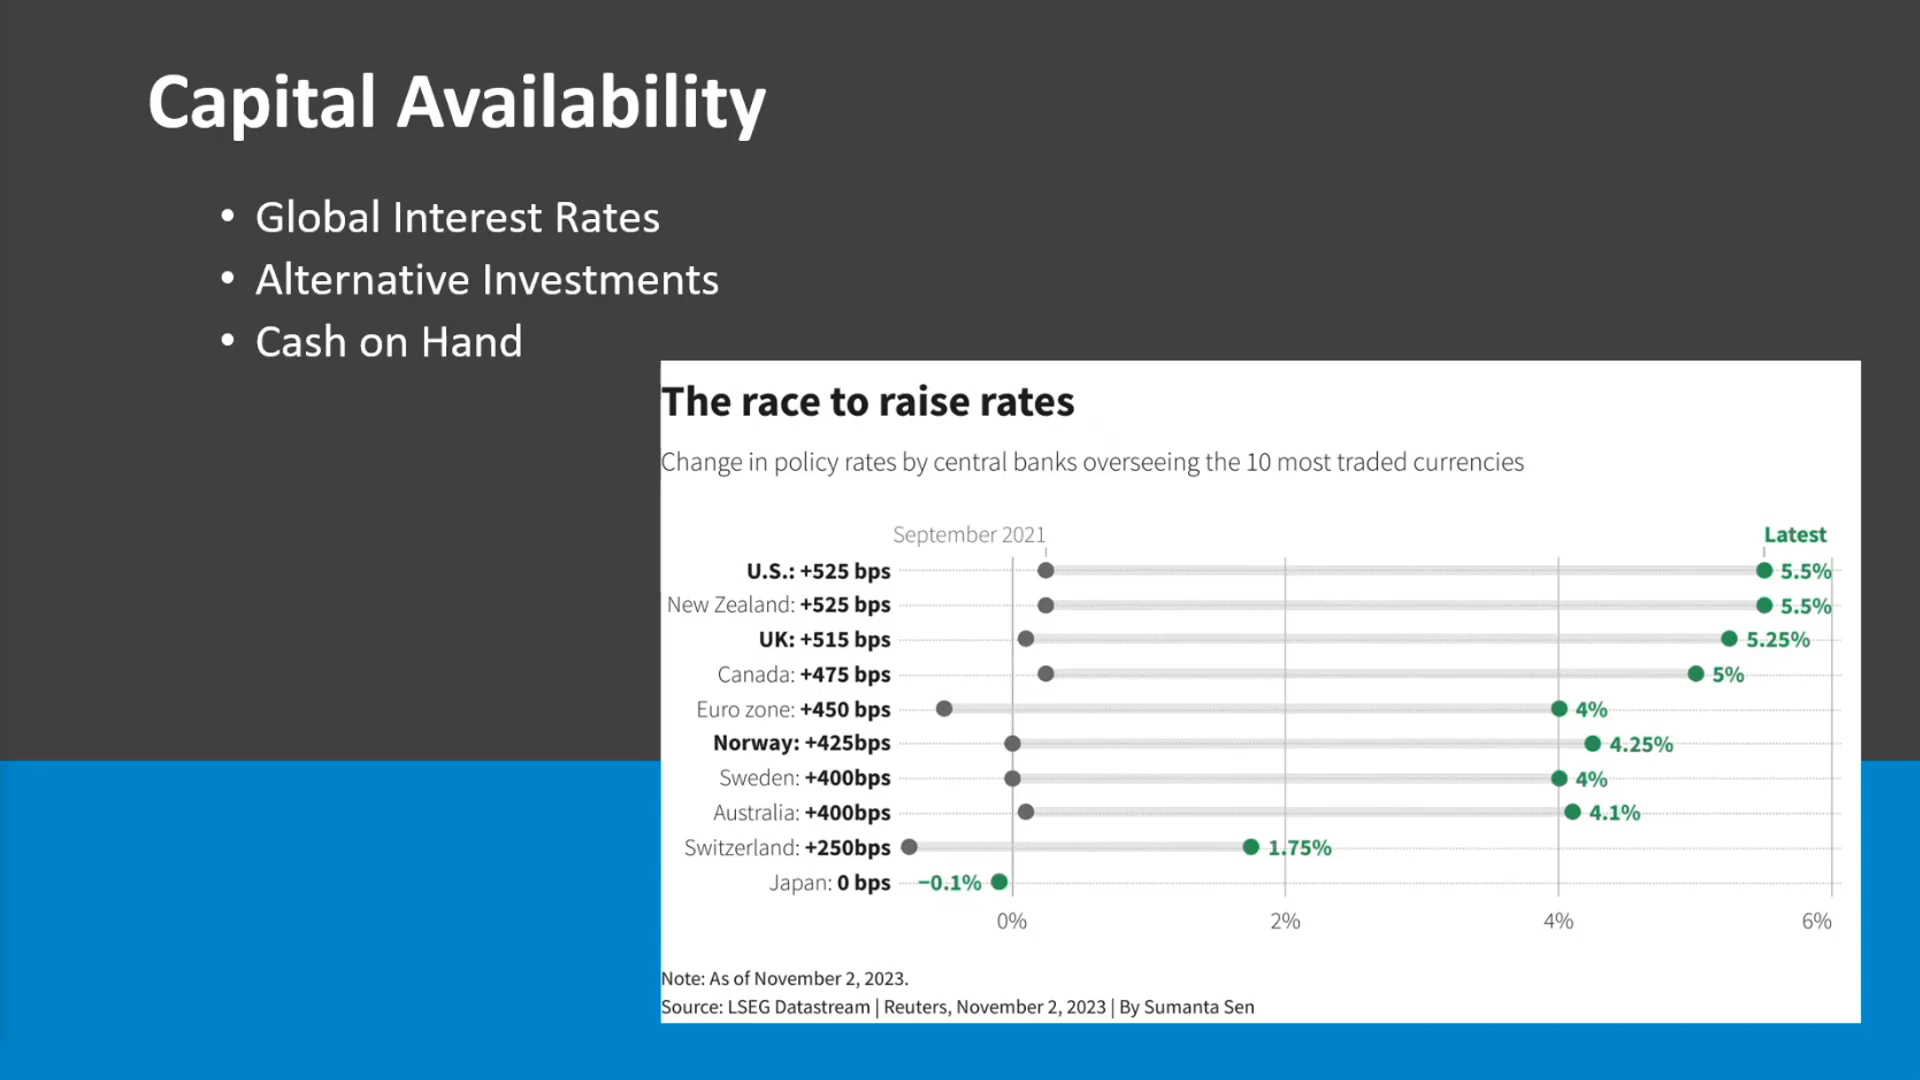 Capital Availability
• Global Interest Rates
• Alternative Investments
• Cash on Hand
The race to raise rates
Change in policy rates by central banks overseeing the 10 most traded currencies
September 2021 Latest
U.S.: +525 bps 5.5%
New Zealand: +525 bps 5.5%
UK: +515 bps 5.25%
Canada: +475 bps 5%
Euro zone: +450 bps 4%
Norway: +425bps 4.25%
Sweden: +400bps 4%
Australia: +400bps 4.1%
Switzerland: +250bps 1.75%
Japan: 0 bps −0.1%
0% 2% 4% 6%
Note: As of November 2, 2023.
Source: LSEG Datastream | Reuters, November 2, 2023 | By Sumanta Sen